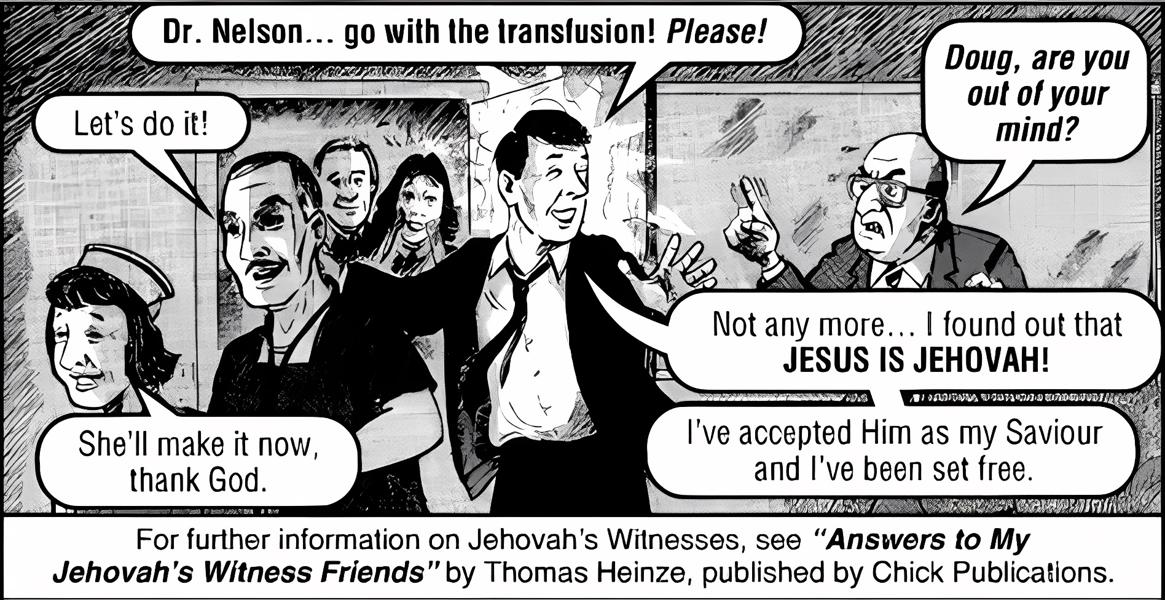 Dr. Nelson... go with the transfusion! Please!
Let's do it!
Doug, are you
out of your
mind?
Not any more... I found out that
JESUS IS JEHOVAH!
She'll make it now,
thank God.
I've accepted Him as my Saviour
and I've been set free.
For further information on Jehovah's Witnesses, see "Answers to My
Jehovah's Witness Friends" by Thomas Heinze, published by Chick Publications.